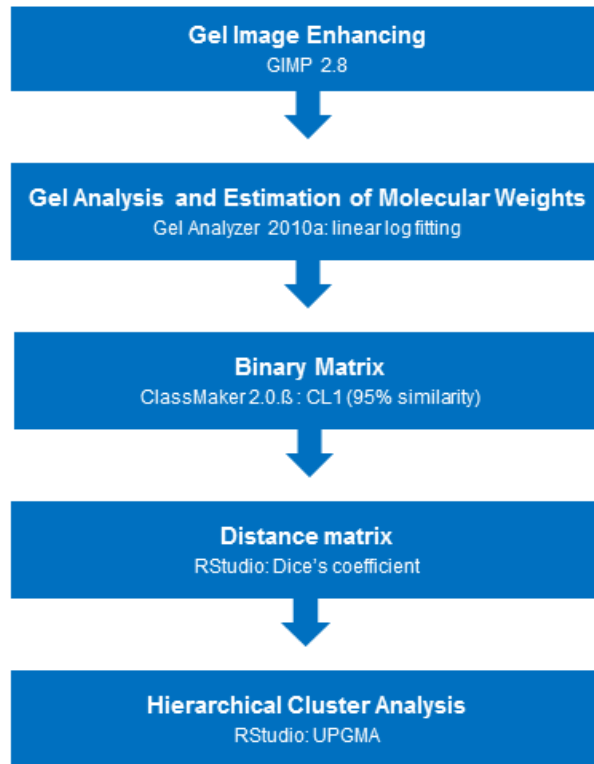 Gel Image Enhancing
GIMP 2.8
Gel Analysis and Estimation of Molecular Weights
Gel Analyzer 2010a: linear log fitting
Binary Matrix
ClassMaker 2.0.ß : CL1 (95% similarity)
Distance matrix
RStudio: Dice's coefficient
Hierarchical Cluster Analysis
RStudio: UPGMA